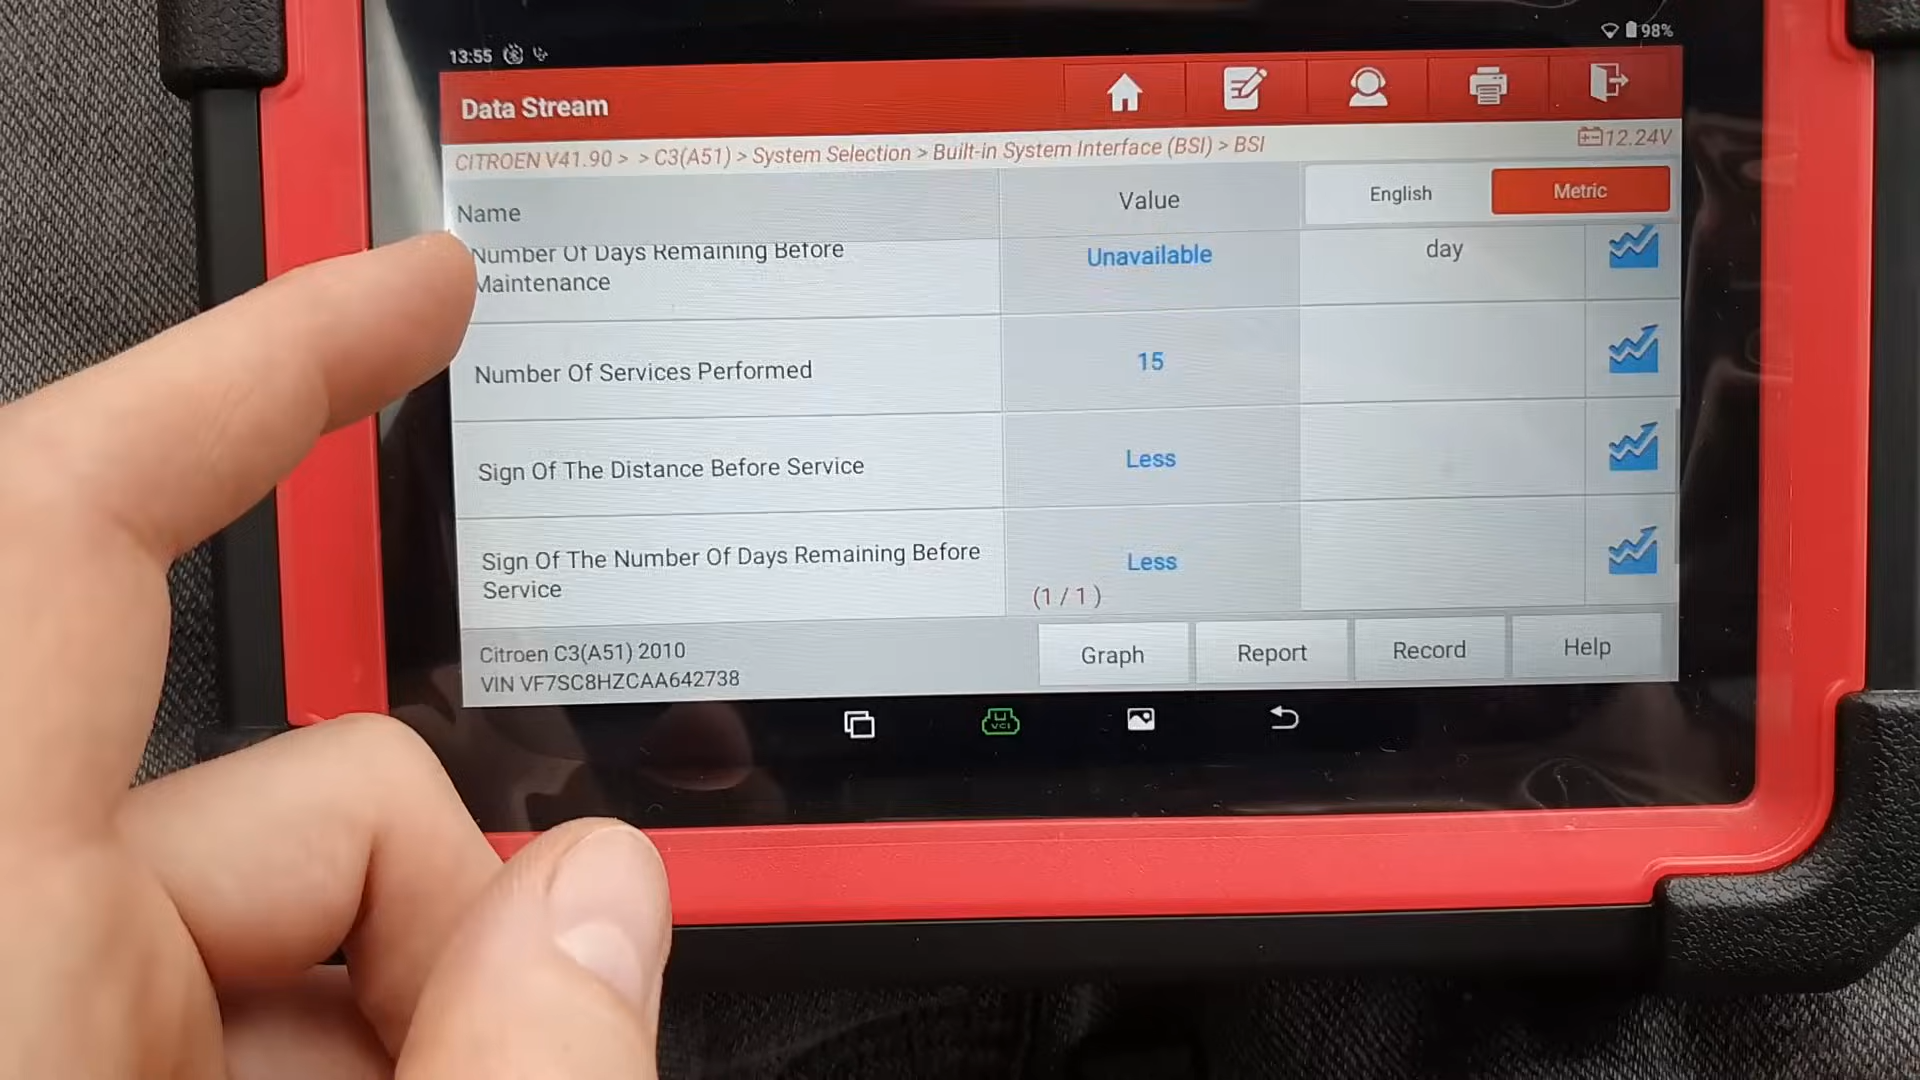 13:55
98%
Data Stream
CITROEN V41.90 > > C3(A51) > System Selection > Built-in System Interface (BSI) > BSI
12.24V
Name
Value
English
Metric
Number Of Days Remaining Before
Maintenance
Unavailable
day
Number Of Services Performed
15
Sign Of The Distance Before Service
Less
Sign Of The Number Of Days Remaining Before
Service
Less
(1 / 1 )
Citroen C3(A51) 2010
VIN VF7SC8HZCAA642738
Graph
Report
Record
Help
VCI